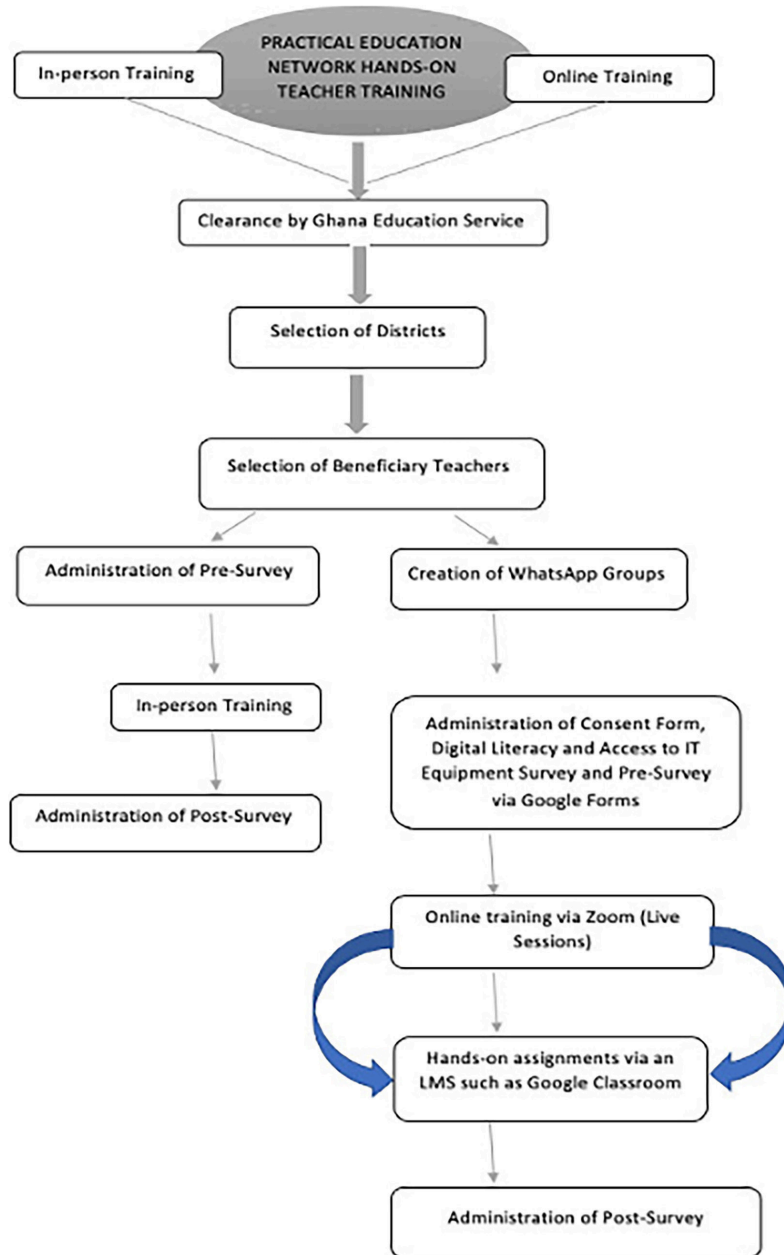 PRACTICAL EDUCATION
NETWORK HANDS-ON
TEACHER TRAINING
In-person Training
Online Training
Clearance by Ghana Education Service
Selection of Districts
Selection of Beneficiary Teachers
Administration of Pre-Survey
Creation of WhatsApp Groups
In-person Training
Administration of Consent Form,
Digital Literacy and Access to IT
Equipment Survey and Pre-Survey
via Google Forms
Administration of Post-Survey
Online training via Zoom (Live
Sessions)
Hands-on assignments via an
LMS such as Google Classroom
Administration of Post-Survey